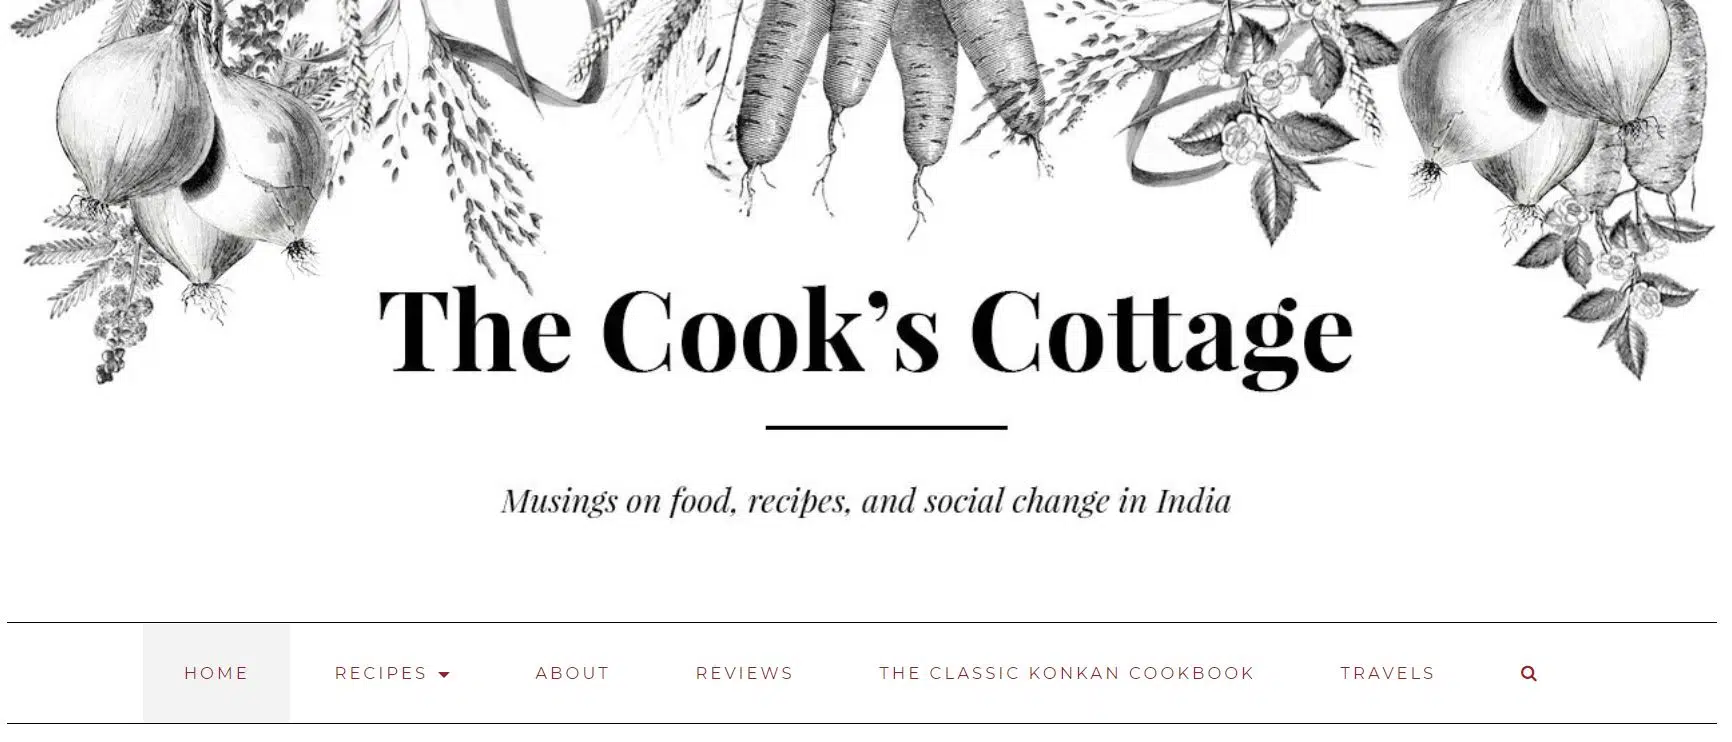 The Cook’s Cottage
Musings on food, recipes, and social change in India
HOME RECIPES ABOUT REVIEWS THE CLASSIC KONKAN COOKBOOK TRAVELS